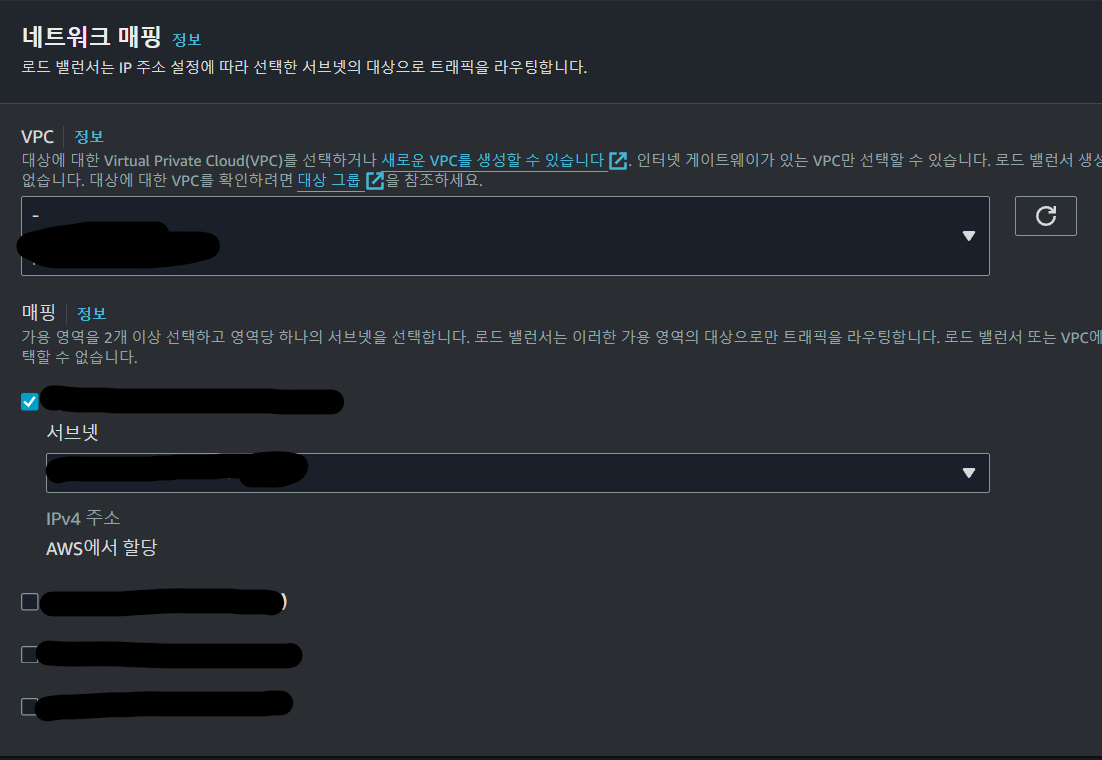 네트워크 매핑 정보
로드 밸런서는 IP 주소 설정에 따라 선택한 서브넷의 대상으로 트래픽을 라우팅합니다.
VPC 정보
대상에 대한 Virtual Private Cloud(VPC)를 선택하거나 새로운 VPC를 생성할 수 있습니다. 인터넷 게이트웨이가 있는 VPC만 선택할 수 있습니다. 로드 밸런서 생성
없습니다. 대상에 대한 VPC를 확인하려면 대상 그룹을 참조하세요.
-
매핑 정보
가용 영역을 2개 이상 선택하고 영역당 하나의 서브넷을 선택합니다. 로드 밸런서는 이러한 가용 영역의 대상으로만 트래픽을 라우팅합니다. 로드 밸런서 또는 VPC에
택할 수 없습니다.
서브넷
IPv4 주소
AWS에서 할당
)